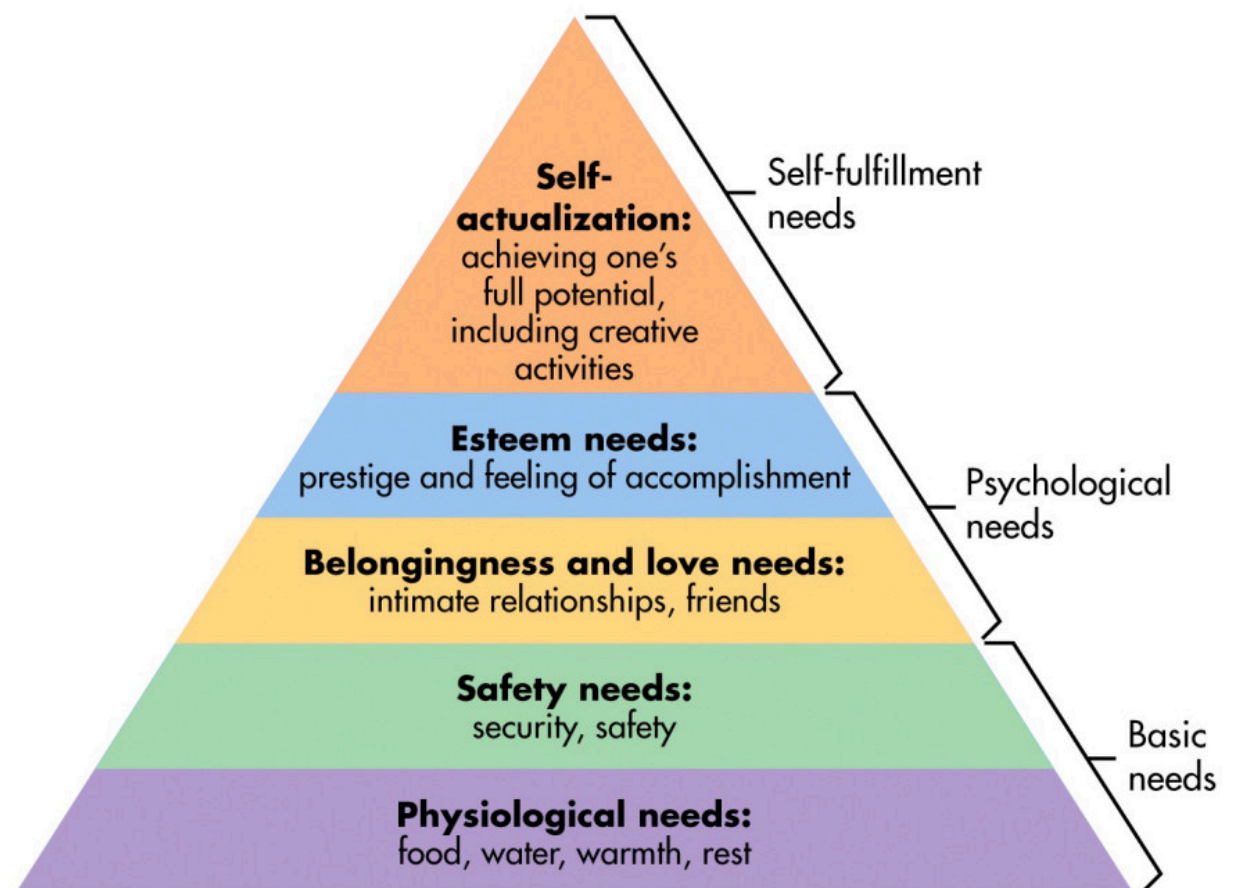 Self-
actualization:
achieving one's
full potential,
including creative
activities
Self-fulfillment
needs
Esteem needs:
prestige and feeling of accomplishment
Psychological
needs
Belongingness and love needs:
intimate relationships, friends
Safety needs:
security, safety
Basic
needs
Physiological needs:
food, water, warmth, rest